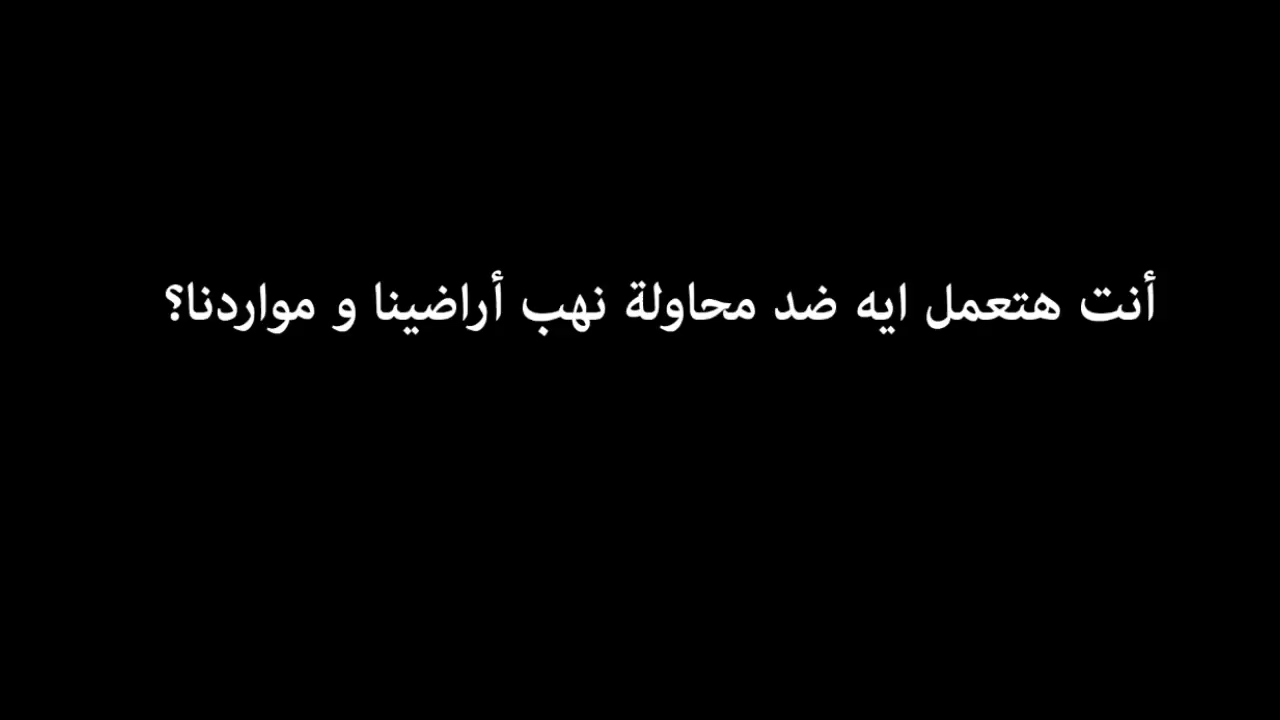 أنت هتعمل ايه ضد محاولة نهب أراضينا و مواردنا؟